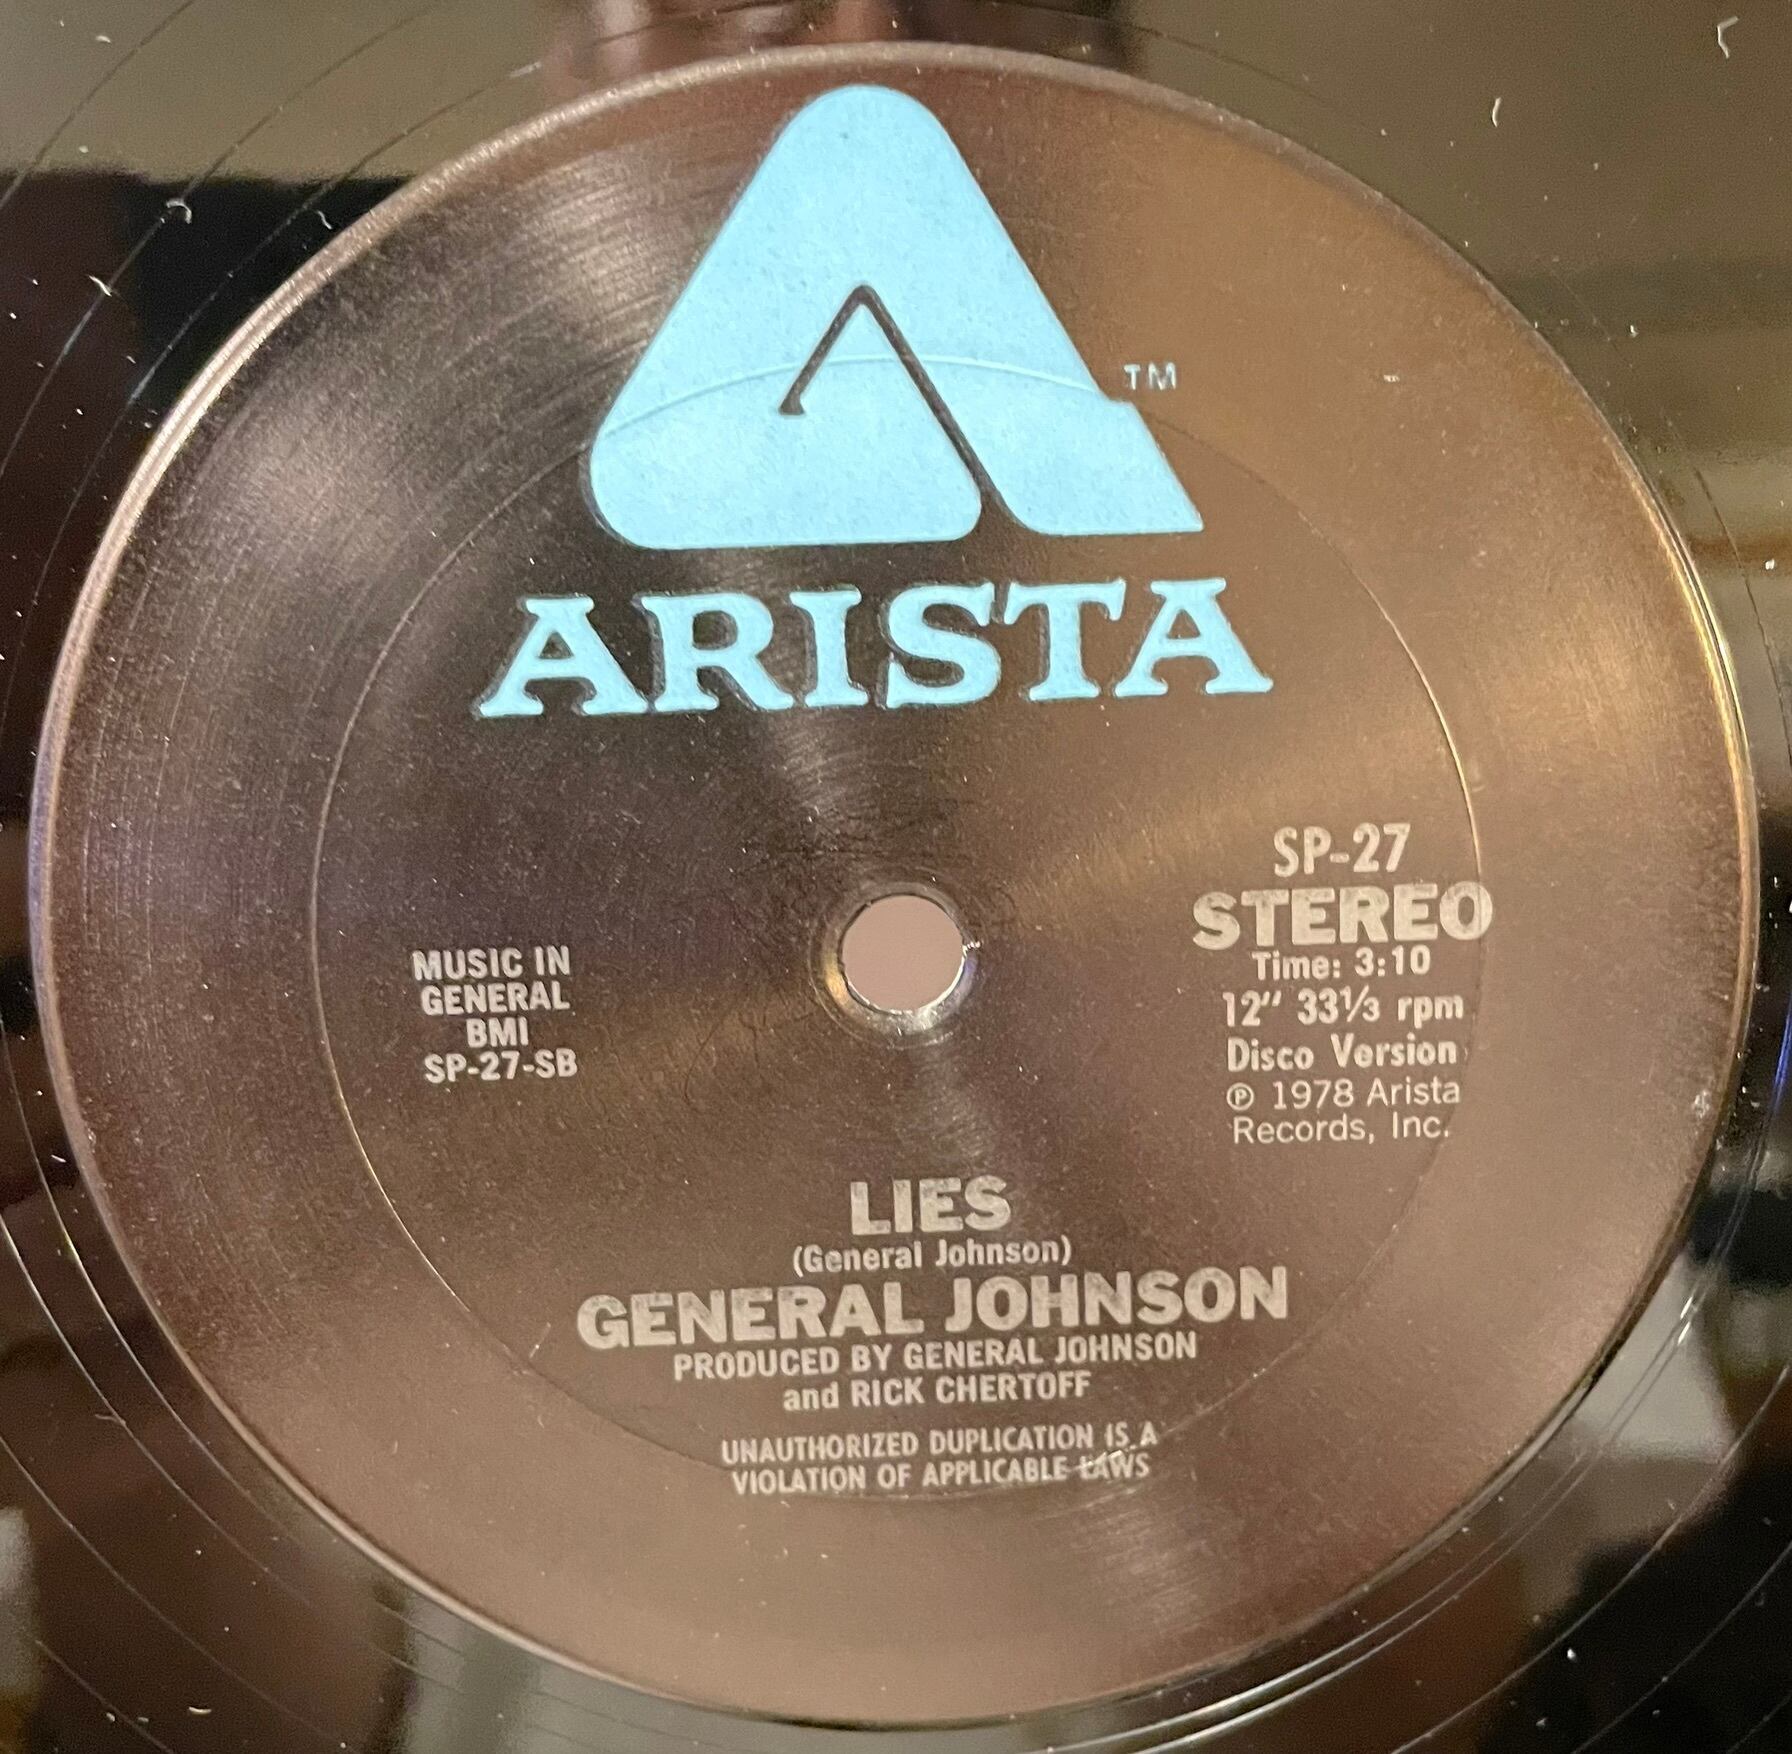 TM
ARISTA
SP-27
STEREO
Time: 3:10
12" 33⅓ rpm
Disco Version
℗ 1978 Arista
Records, Inc.
MUSIC IN
GENERAL
BMI
SP-27-SB
LIES
(General Johnson)
GENERAL JOHNSON
PRODUCED BY GENERAL JOHNSON
and RICK CHERTOFF
UNAUTHORIZED DUPLICATION IS A
VIOLATION OF APPLICABLE LAWS